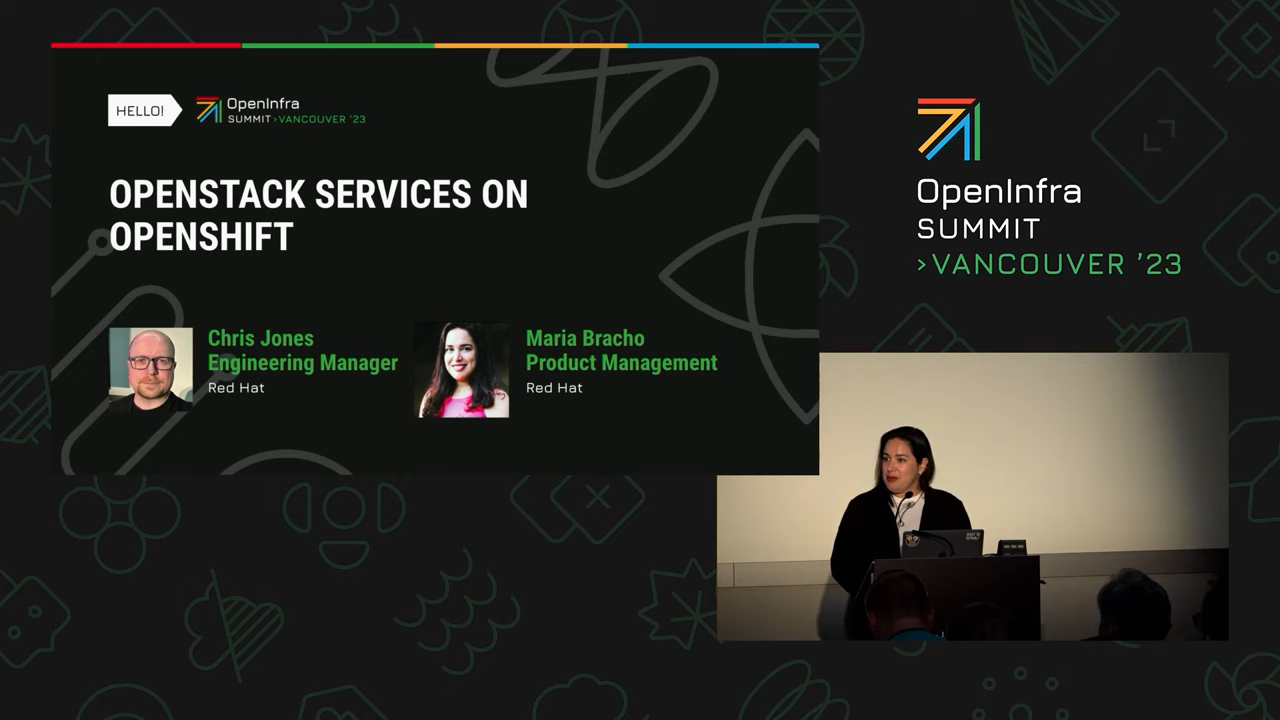 HELLO!
OpenInfra
SUMMIT >VANCOUVER '23
OPENSTACK SERVICES ON
OPENSHIFT
Chris Jones
Engineering Manager
Red Hat
Maria Bracho
Product Management
Red Hat
OpenInfra
SUMMIT
>VANCOUVER '23